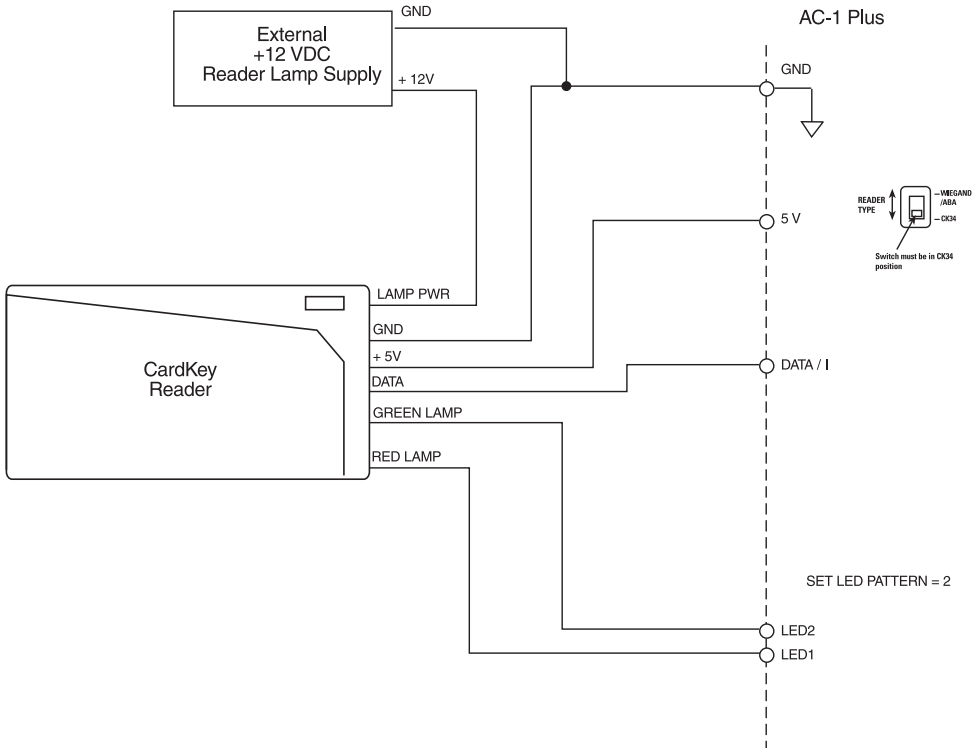 GND
AC-1 Plus
External
+12 VDC
Reader Lamp Supply
+ 12V
GND
READER
TYPE
WIEGAND
/ABA
CK34
Switch must be in CK34
position
5 V
LAMP PWR
GND
+ 5V
DATA
DATA / I
CardKey
Reader
GREEN LAMP
RED LAMP
SET LED PATTERN = 2
LED2
LED1